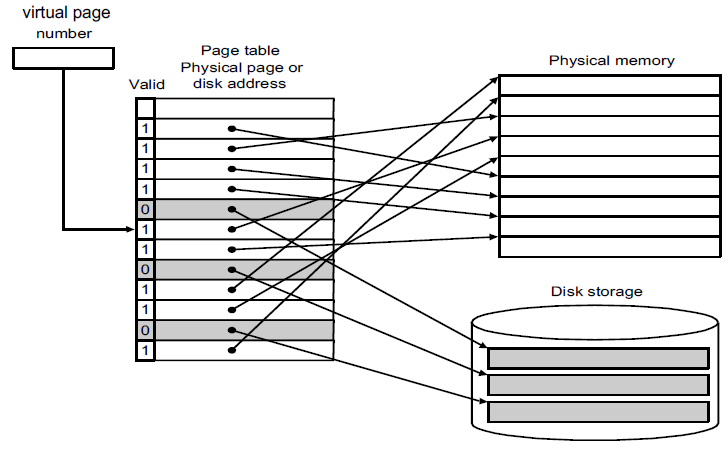 virtual page
number
Page table
Physical page or
disk address
Valid
Physical memory
1
1
1
1
0
1
1
0
1
1
0
1
Disk storage